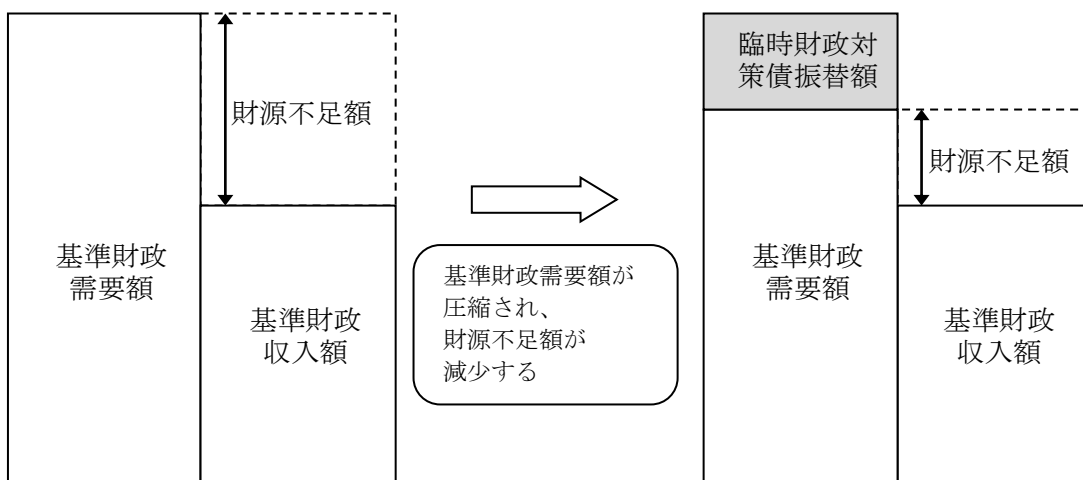 財源不足額
基準財政
需要額
基準財政
収入額
基準財政需要額が
圧縮され、
財源不足額が
減少する
臨時財政対
策債振替額
財源不足額
基準財政
需要額
基準財政
収入額